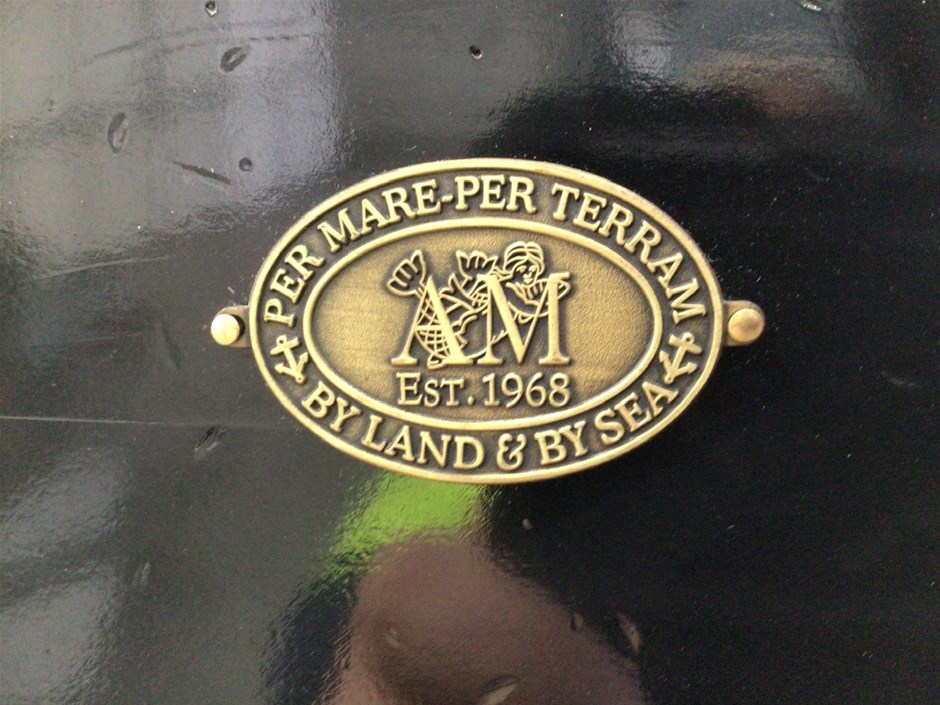 PER MARE-PER TERRAM
AM
EST. 1968
BY LAND & BY SEA